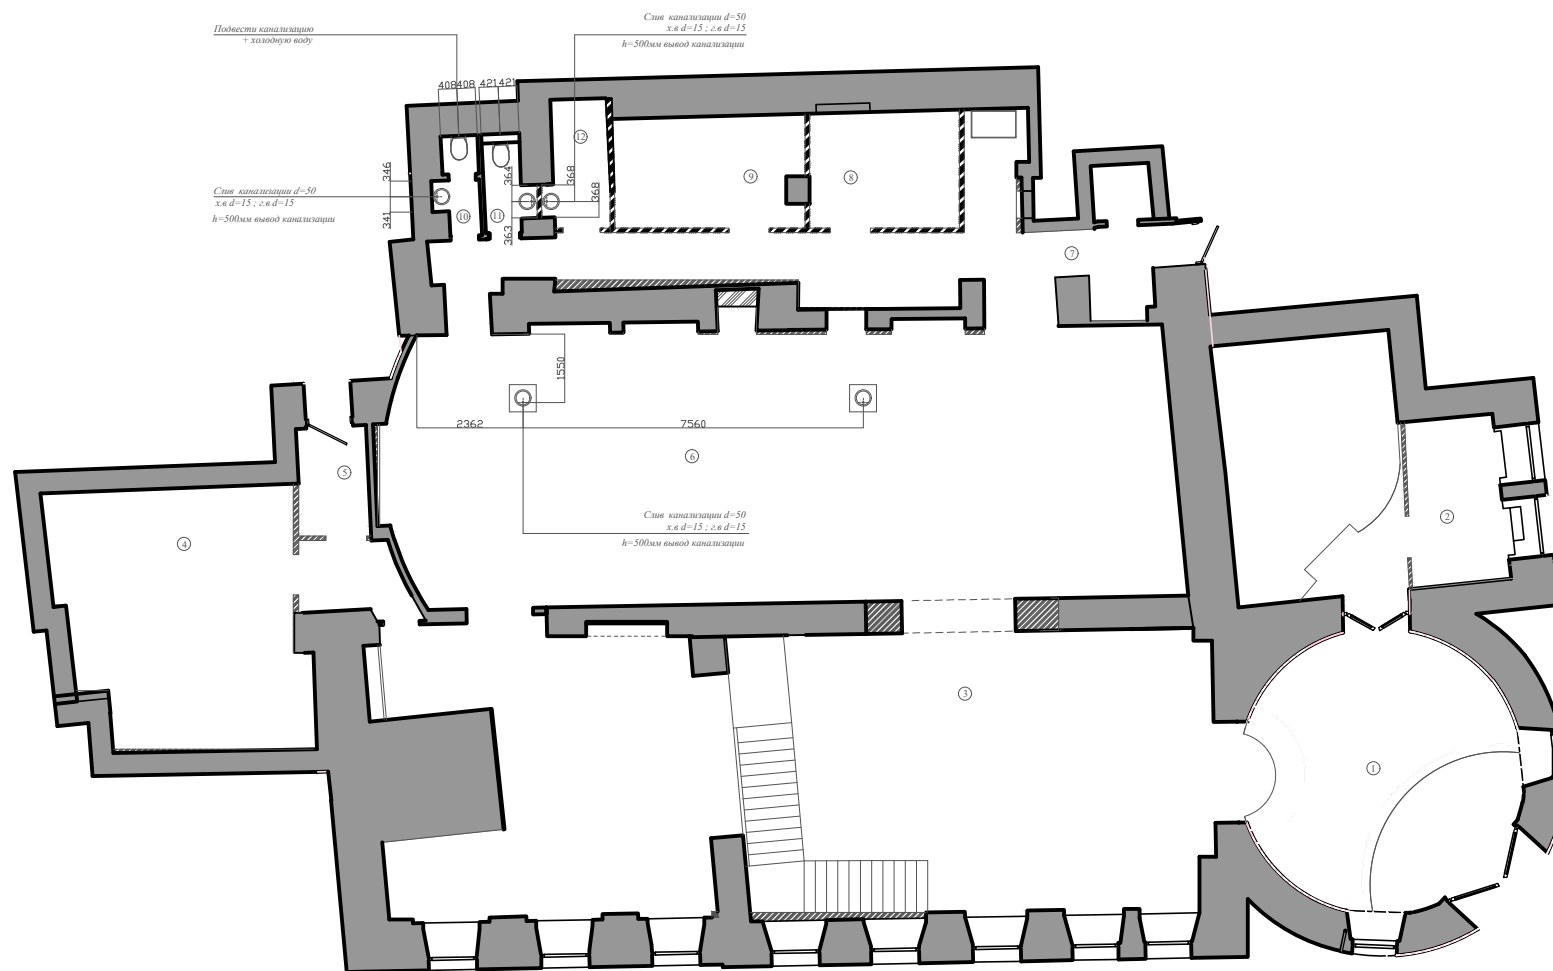 Слив канализации d=50
х.в d=15 ; г.в d=15
h=500мм вывод канализации
Подвести канализацию
+ холодную воду
408
408
421
421
12
346
364
368
368
9
8
Слив канализации d=50
х.в d=15 ; г.в d=15
h=500мм вывод канализации
341
10
11
363
7
1550
2362
7560
6
5
Слив канализации d=50
х.в d=15 ; г.в d=15
h=500мм вывод канализации
4
2
3
1